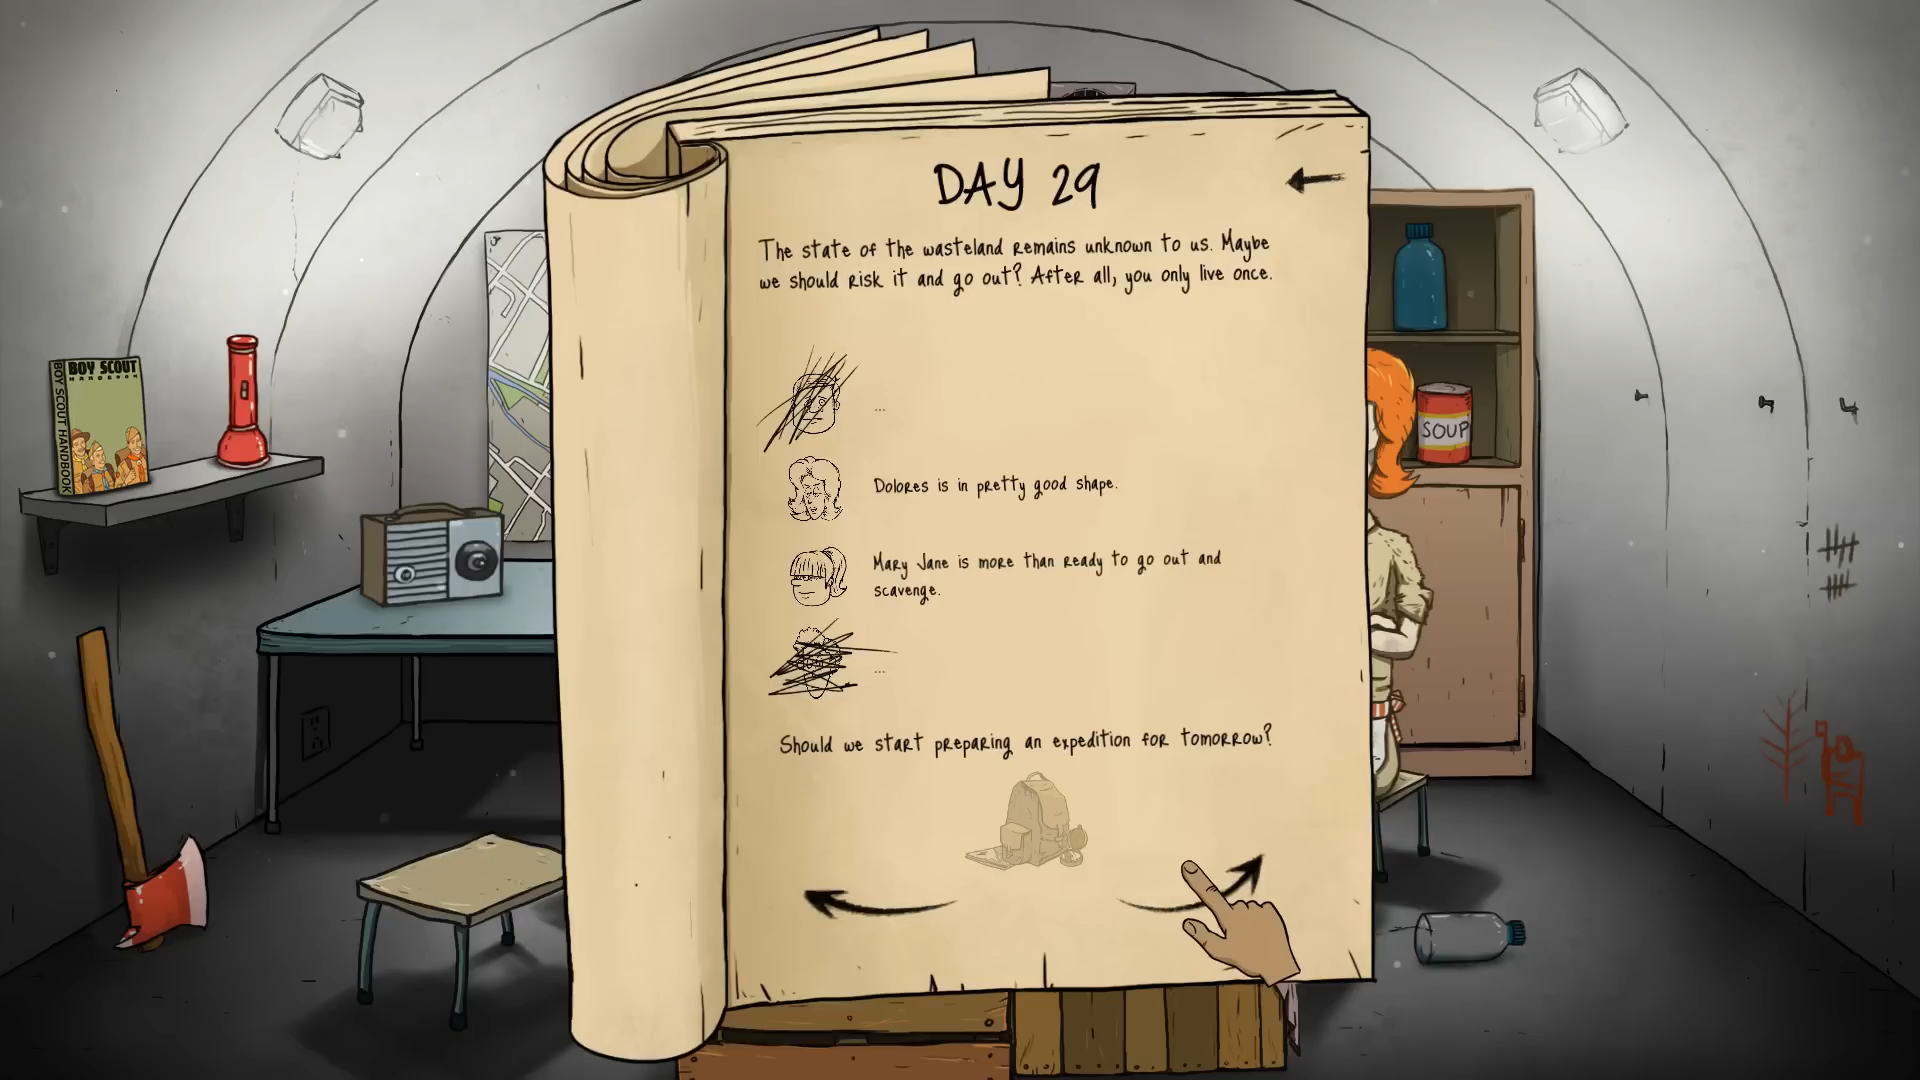 DAY 29
The state of the wasteland remains unknown to us. Maybe
we should risk it and go out? After all, you only live once.
...
Dolores is in pretty good shape.
Mary Jane is more than ready to go out and
scavenge.
...
Should we start preparing an expedition for tomorrow?
BOY SCOUT
HANDBOOK
BOY SCOUT HANDBOOK
SOUP